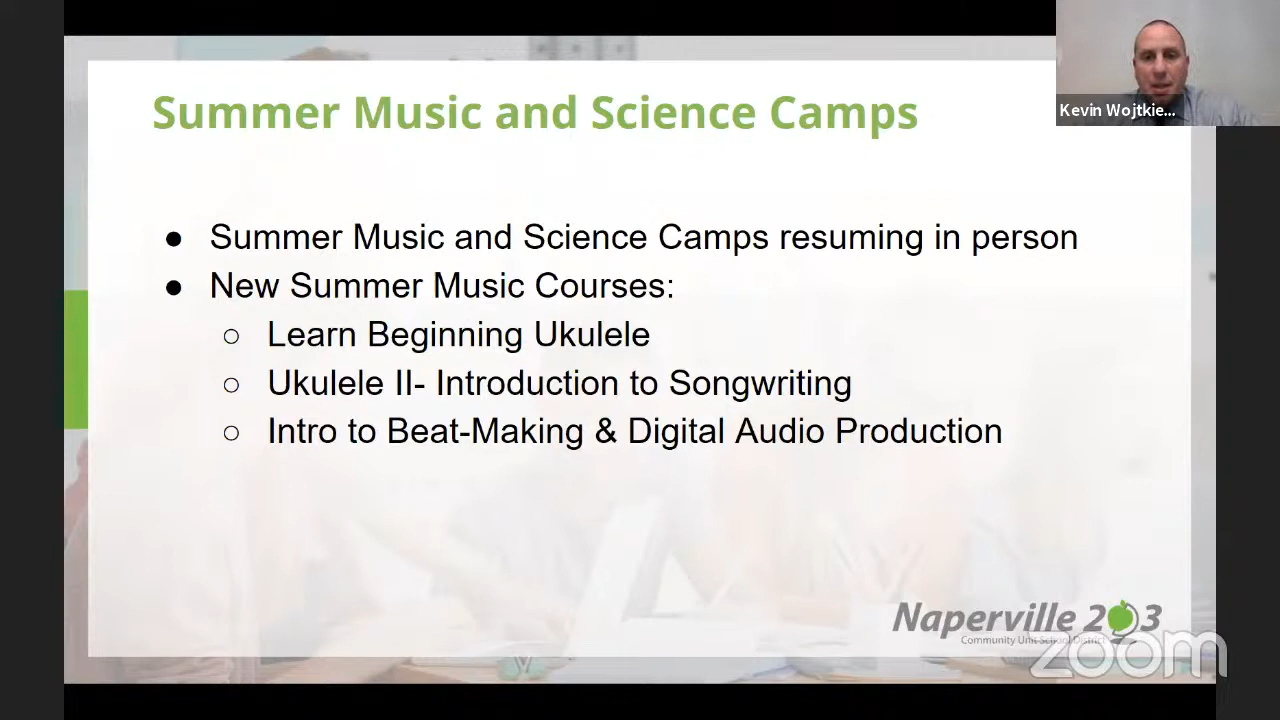 Summer Music and Science Camps
Kevin Wojtkie...
● Summer Music and Science Camps resuming in person
● New Summer Music Courses:
○ Learn Beginning Ukulele
○ Ukulele II- Introduction to Songwriting
○ Intro to Beat-Making & Digital Audio Production
Naperville 203
Community Unit School District
zoom